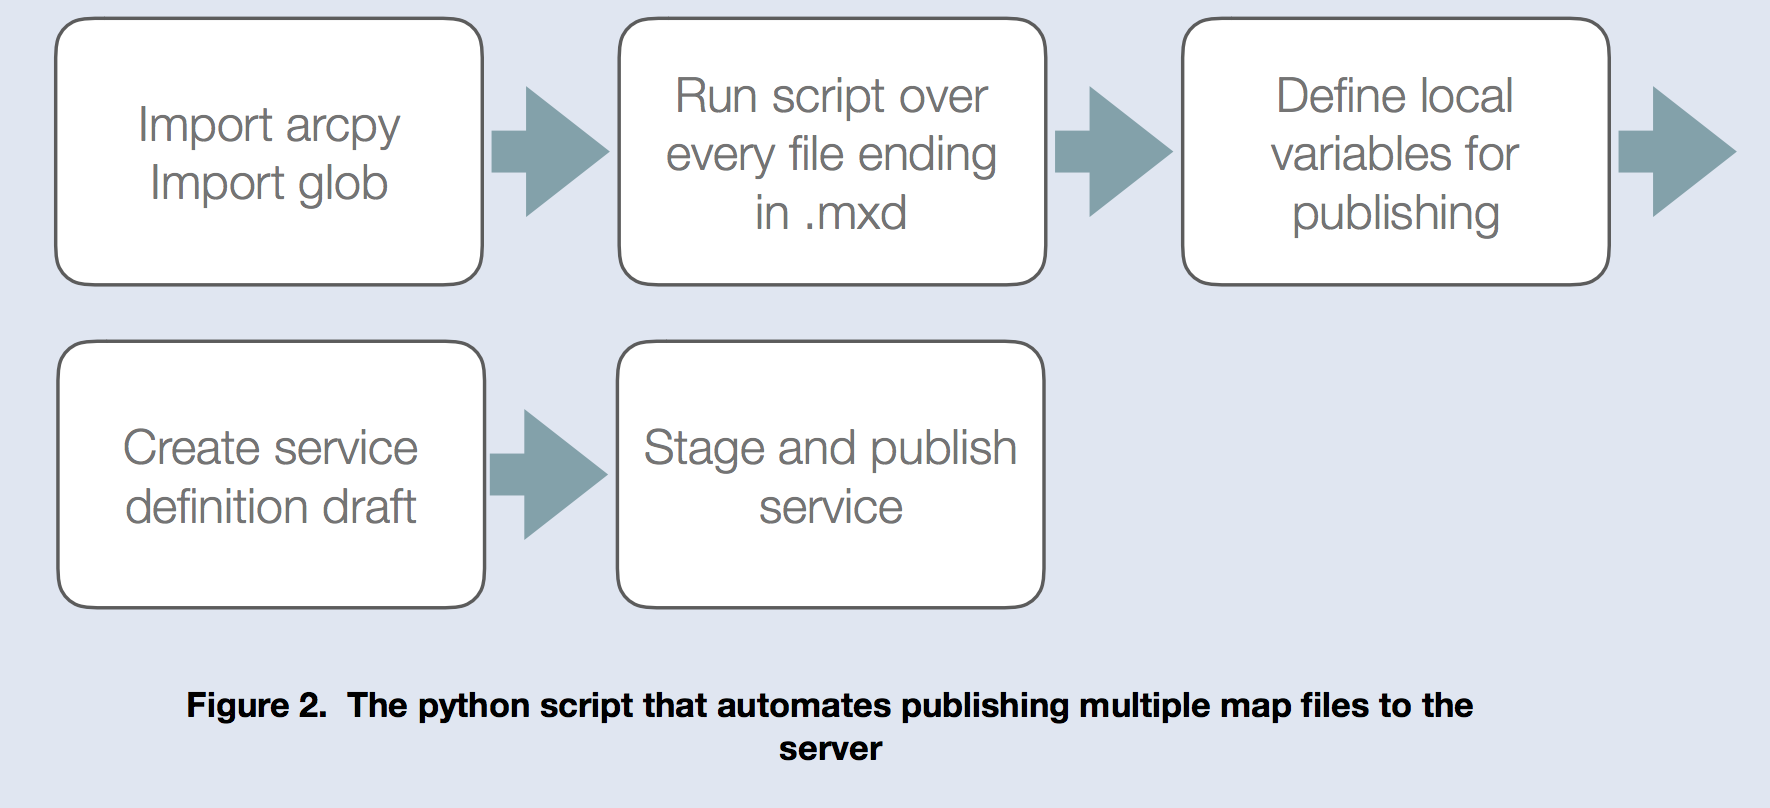 Import arcpy
Import glob
Run script over
every file ending
in .mxd
Define local
variables for
publishing
Create service
definition draft
Stage and publish
service
Figure 2.  The python script that automates publishing multiple map files to the
server